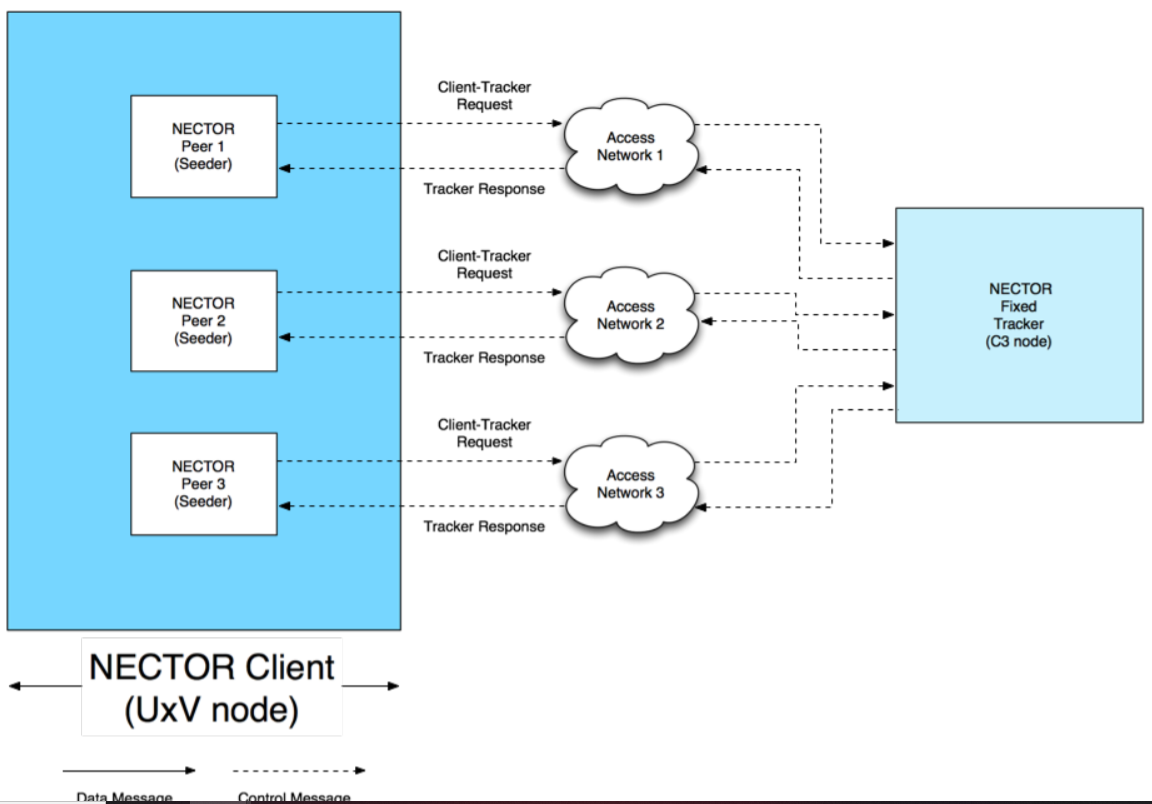 Client-Tracker
Request
NECTOR
Peer 1
(Seeder)
Access
Network 1
Tracker Response
Client-Tracker
Request
NECTOR
Peer 2
(Seeder)
Access
Network 2
Tracker Response
NECTOR
Fixed
Tracker
(C3 node)
Client-Tracker
Request
NECTOR
Peer 3
(Seeder)
Access
Network 3
Tracker Response
NECTOR Client
(UxV node)
Data Message
Control Message